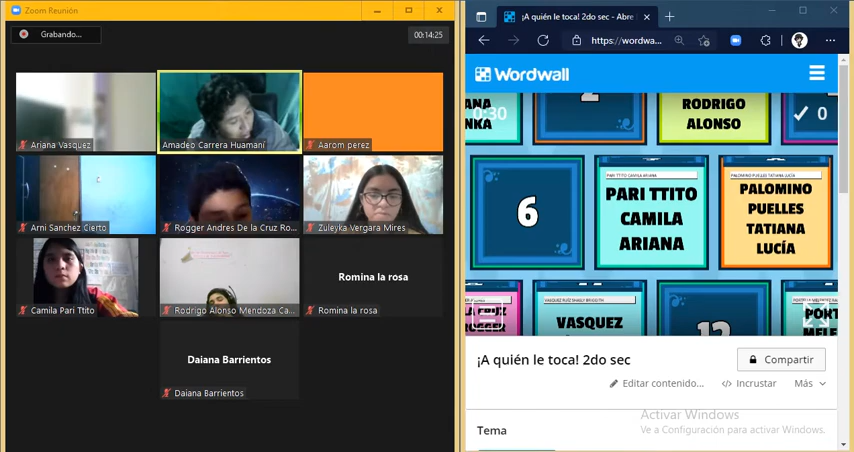 Zoom Reunión
Grabando...
00:14:25
Ariana Vasquez
Amadeo Carrera Huamaní
Aarom perez
Arni Sanchez Cierto
Rogger Andres De la Cruz Ro...
Zuleyka Vergara Mires
Camila Pari Ttito
Rodrigo Alonso Mendoza Ca...
Romina la rosa
Romina la rosa
Daiana Barrientos
Daiana Barrientos
¡A quién le toca! 2do sec - Abre
https://wordwa...
Wordwall
0:30
2
RODRIGO
ALONSO
0
6
PARI TTITO CAMILA ARIANA
PARI TTITO
CAMILA
ARIANA
PALOMINO PUELLES TATIANA LUCÍA
PALOMINO
PUELLES
TATIANA
LUCÍA
VASQUEZ
12
¡A quién le toca! 2do sec
Compartir
Editar contenido...
Incrustar
Más
Activar Windows
Ve a Configuración para activar Windows.
Tema